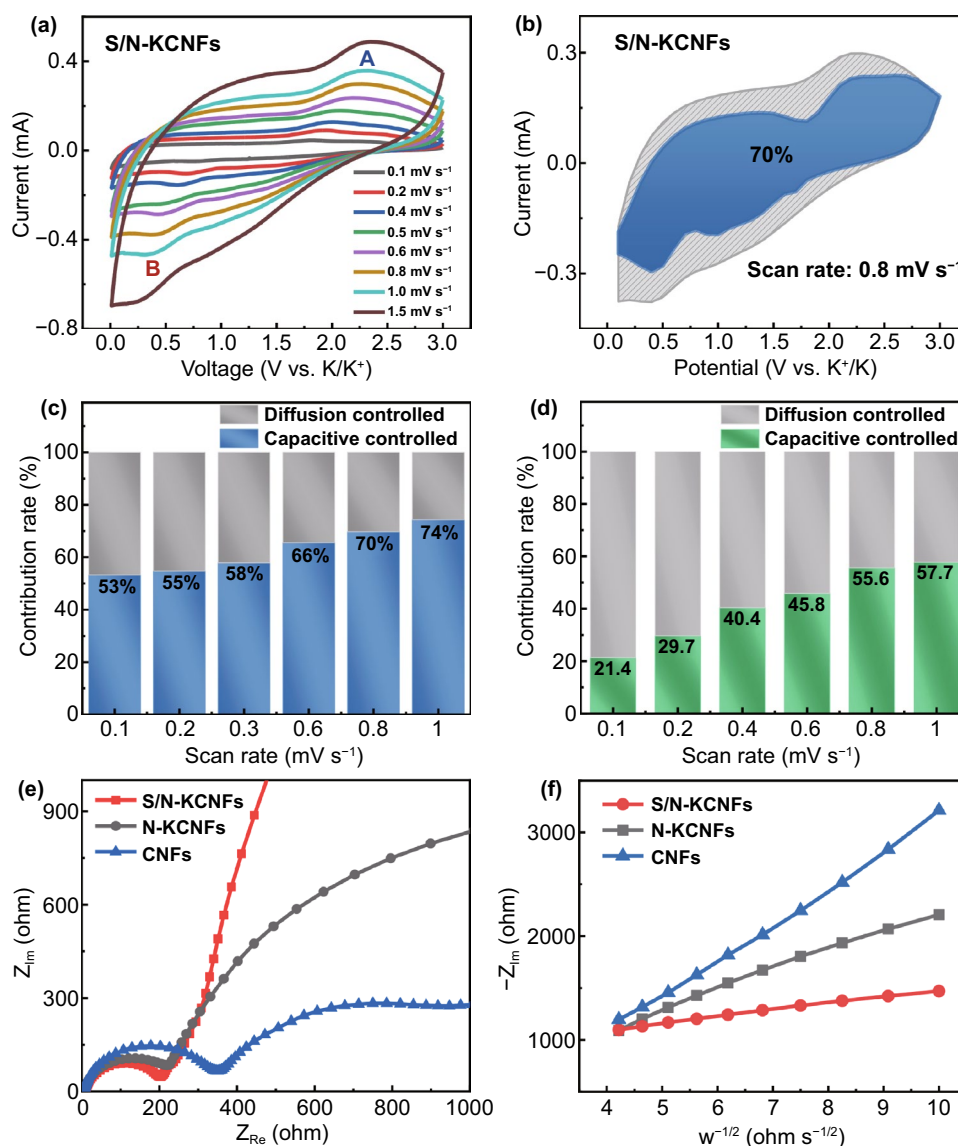 (a)
S/N-KCNFs
A
B
0.1 mV s⁻¹
0.2 mV s⁻¹
0.4 mV s⁻¹
0.5 mV s⁻¹
0.6 mV s⁻¹
0.8 mV s⁻¹
1.0 mV s⁻¹
1.5 mV s⁻¹
0.4
0.0
−0.4
−0.8
Current (mA)
0.0 0.5 1.0 1.5 2.0 2.5 3.0
Voltage (V vs. K/K⁺)
(b)
S/N-KCNFs
70%
Scan rate: 0.8 mV s⁻¹
0.3
0.0
−0.3
Current (mA)
0.0 0.5 1.0 1.5 2.0 2.5 3.0
Potential (V vs. K⁺/K)
(c)
Diffusion controlled
Capacitive controlled
100
80
60
40
20
0
Contribution rate (%)
53% 55% 58% 66% 70% 74%
0.1 0.2 0.3 0.6 0.8 1
Scan rate (mV s⁻¹)
(d)
Diffusion controlled
Capacitive controlled
100
80
60
40
20
0
Contribution rate (%)
21.4 29.7 40.4 45.8 55.6 57.7
0.1 0.2 0.4 0.6 0.8 1
Scan rate (mV s⁻¹)
(e)
S/N-KCNFs
N-KCNFs
CNFs
900
600
300
0
Z_Im (ohm)
0 200 400 600 800 1000
Z_Re (ohm)
(f)
S/N-KCNFs
N-KCNFs
CNFs
3000
2000
1000
−Z_Im (ohm)
4 5 6 7 8 9 10
w⁻¹/² (ohm s⁻¹/²)